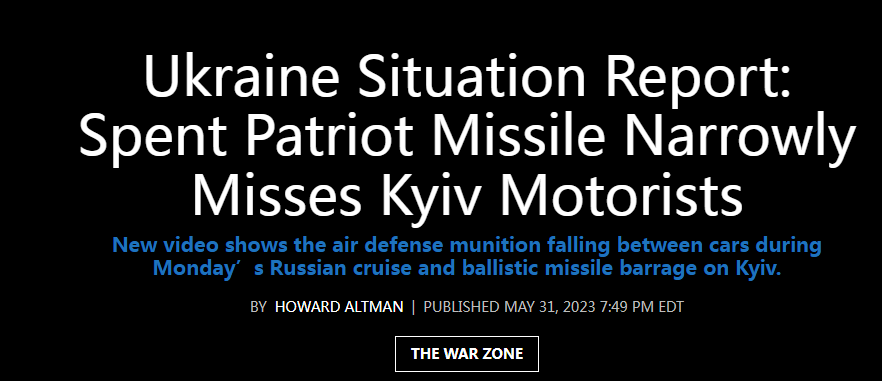 Ukraine Situation Report:
Spent Patriot Missile Narrowly
Misses Kyiv Motorists
New video shows the air defense munition falling between cars during
Monday’s Russian cruise and ballistic missile barrage on Kyiv.
BY HOWARD ALTMAN | PUBLISHED MAY 31, 2023 7:49 PM EDT
THE WAR ZONE